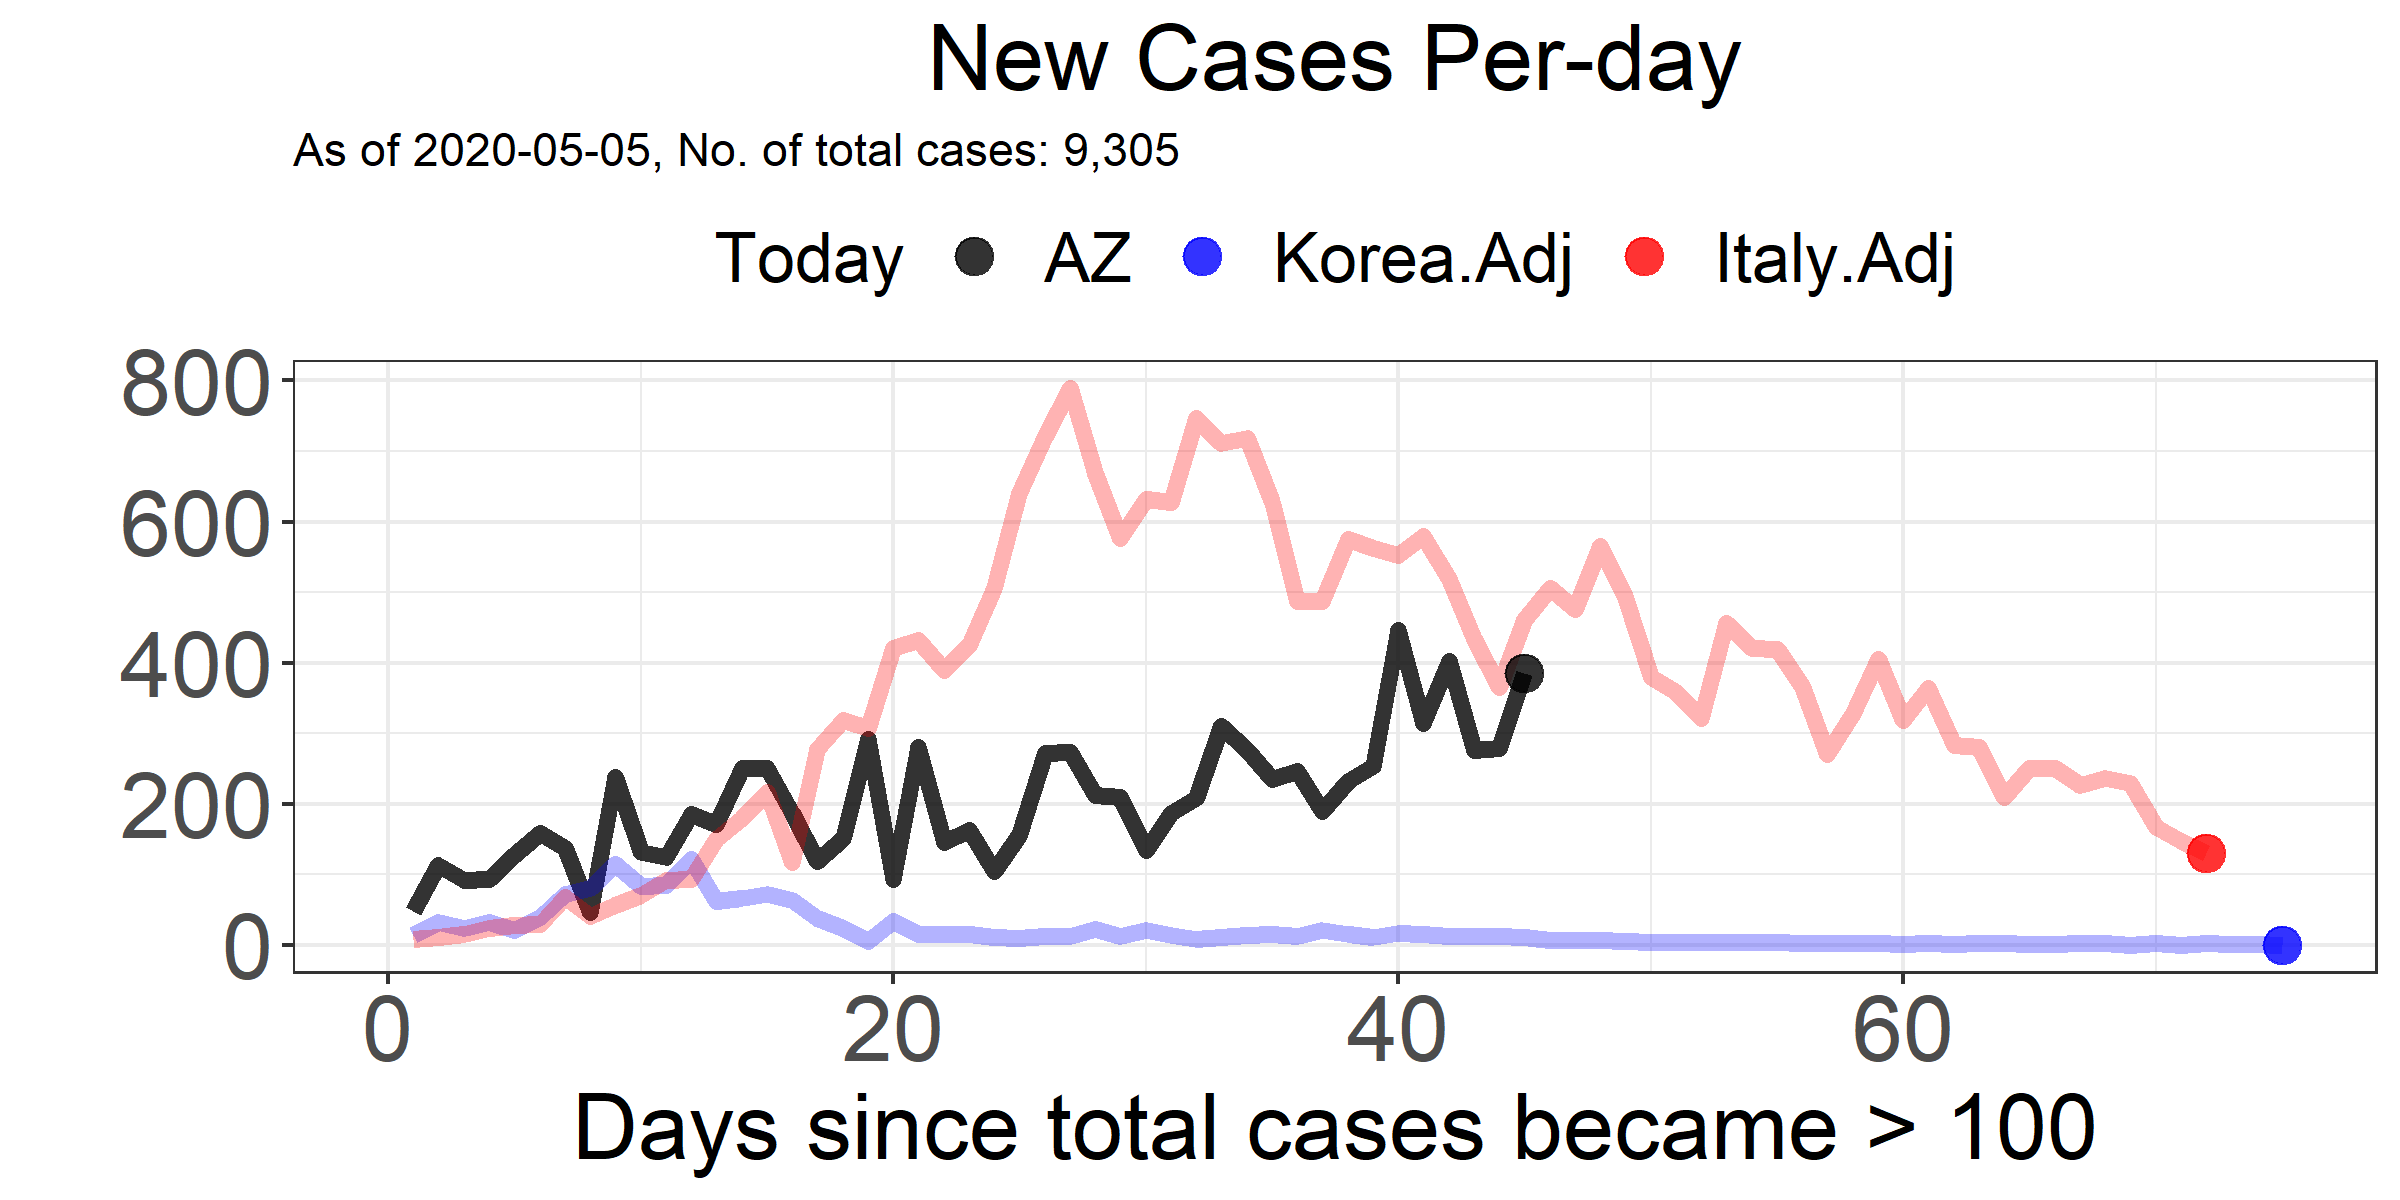 New Cases Per-day
As of 2020-05-05, No. of total cases: 9,305
Today AZ Korea.Adj Italy.Adj
800
600
400
200
0
0 20 40 60
Days since total cases became > 100